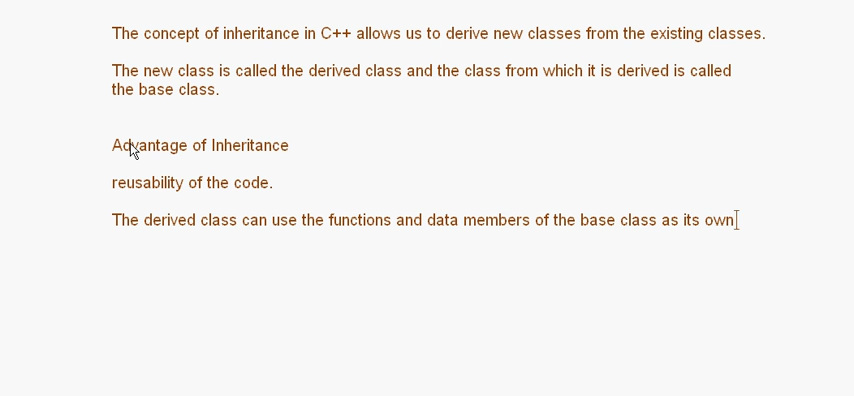 The concept of inheritance in C++ allows us to derive new classes from the existing classes.
The new class is called the derived class and the class from which it is derived is called
the base class.
Advantage of Inheritance
reusability of the code.
The derived class can use the functions and data members of the base class as its own